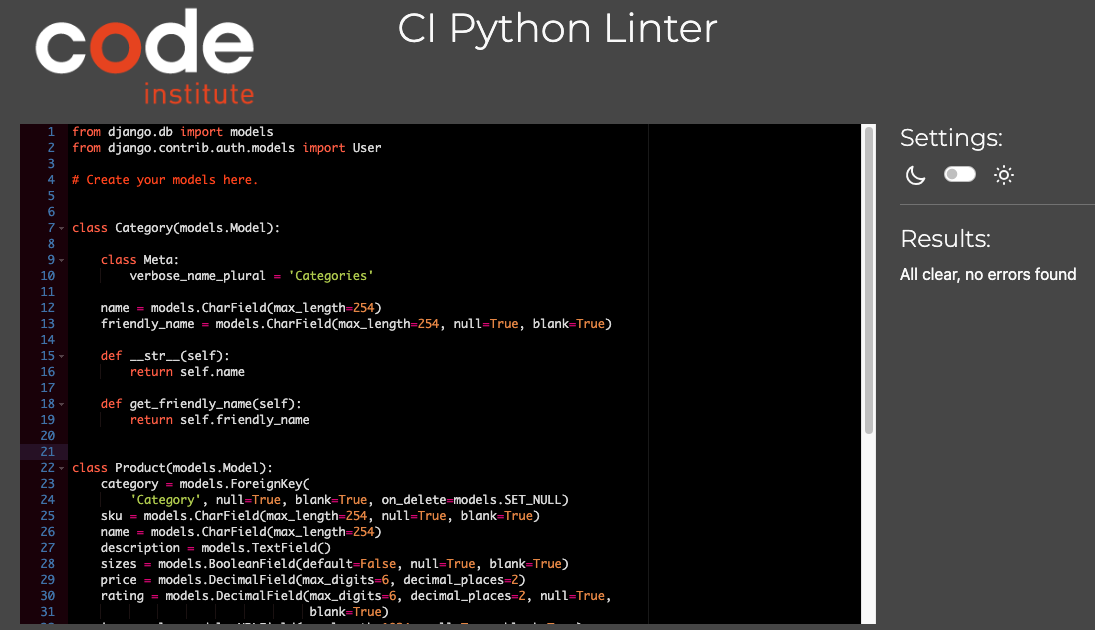 code
institute
CI Python Linter
1 from django.db import models
2 from django.contrib.auth.models import User
3
4 # Create your models here.
5
6
7 class Category(models.Model):
8
9     class Meta:
10         verbose_name_plural = 'Categories'
11
12     name = models.CharField(max_length=254)
13     friendly_name = models.CharField(max_length=254, null=True, blank=True)
14
15     def __str__(self):
16         return self.name
17
18     def get_friendly_name(self):
19         return self.friendly_name
20
21
22 class Product(models.Model):
23     category = models.ForeignKey(
24         'Category', null=True, blank=True, on_delete=models.SET_NULL)
25     sku = models.CharField(max_length=254, null=True, blank=True)
26     name = models.CharField(max_length=254)
27     description = models.TextField()
28     sizes = models.BooleanField(default=False, null=True, blank=True)
29     price = models.DecimalField(max_digits=6, decimal_places=2)
30     rating = models.DecimalField(max_digits=6, decimal_places=2, null=True,
31                                  blank=True)
Settings:
Results:
All clear, no errors found